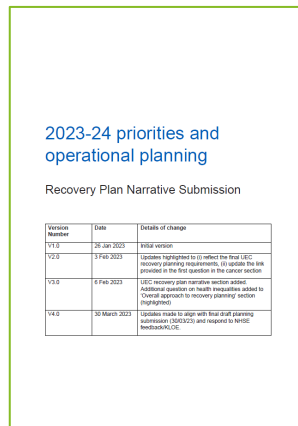 2023-24 priorities and
operational planning
Recovery Plan Narrative Submission
Version Number Date Details of change
V1.0 26 Jan 2023 Initial version
V2.0 3 Feb 2023 Updates highlighted to (i) reflect the final UEC
recovery planning requirements, (ii) update the link
provided in the first question in the cancer section
V3.0 6 Feb 2023 UEC recovery plan narrative section added.
Additional question on health inequalities added to
'Overall approach to recovery planning' section
(highlighted)
V4.0 30 March 2023 Updates made to align with final draft planning
submission (30/03/23) and respond to NHSE
feedback/KLOE.